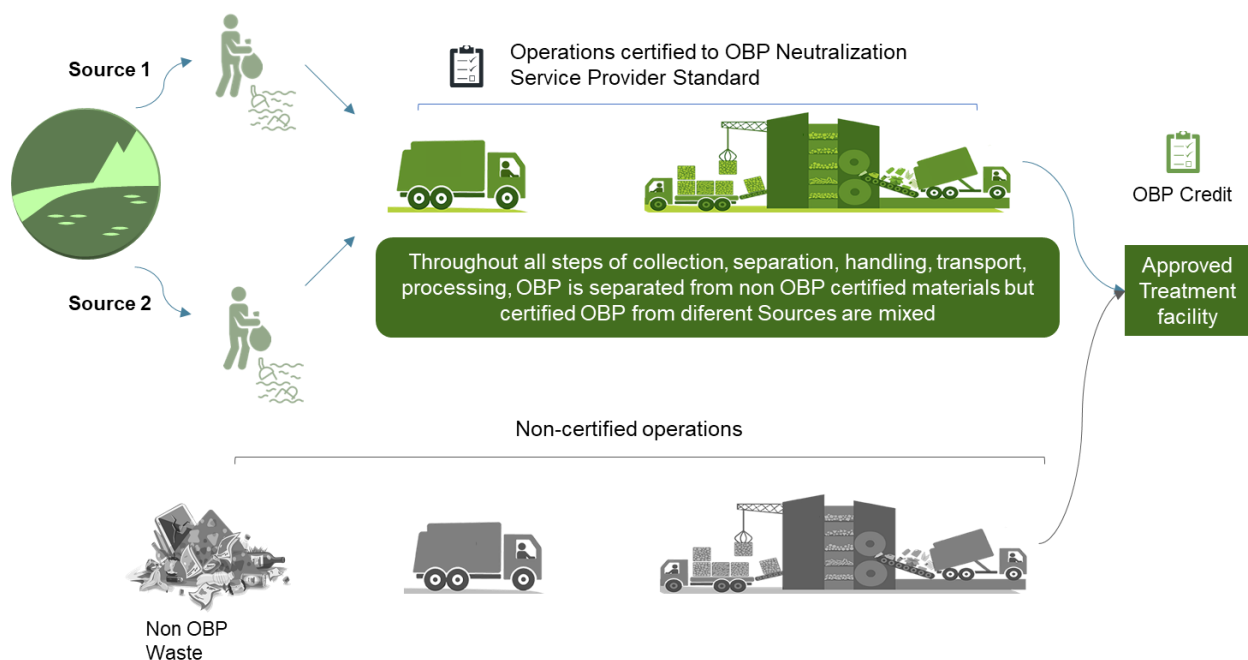 Source 1
Operations certified to OBP Neutralization
Service Provider Standard
OBP Credit
Throughout all steps of collection, separation, handling, transport,
processing, OBP is separated from non OBP certified materials but
certified OBP from diferent Sources are mixed
Approved
Treatment
facility
Source 2
Non-certified operations
Non OBP
Waste